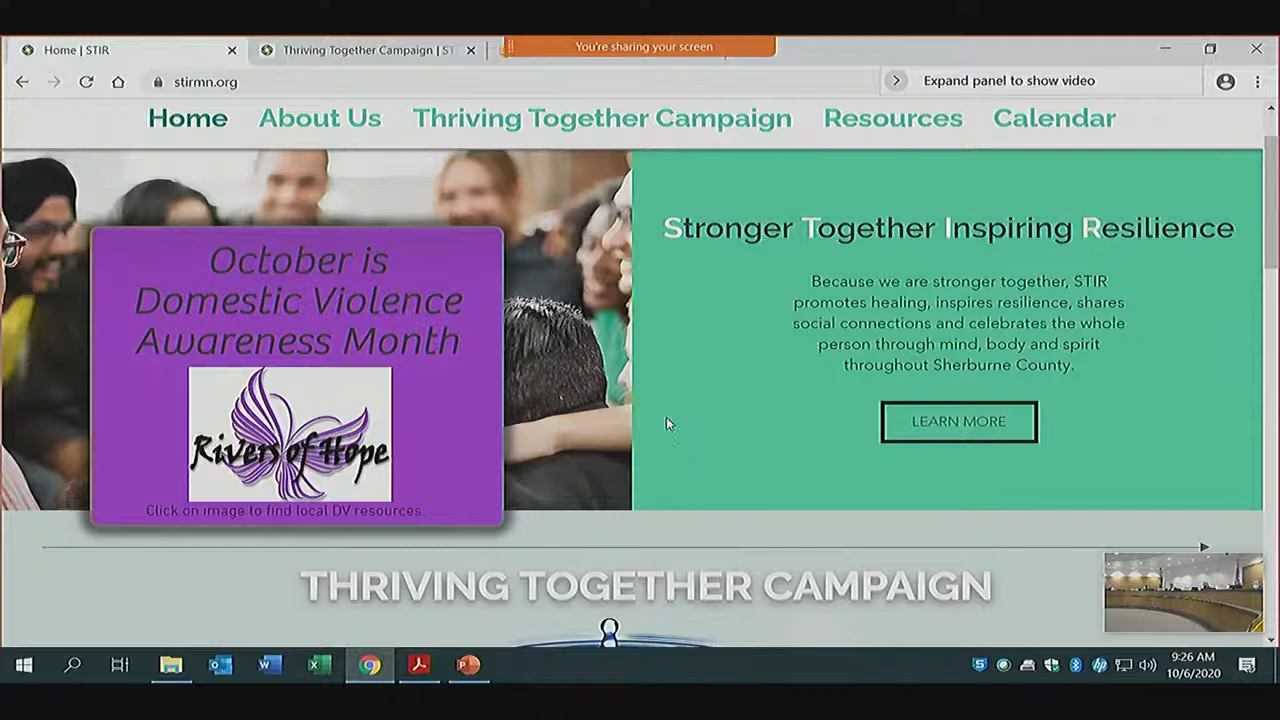 Home | STIR
Thriving Together Campaign | ST
You're sharing your screen
stirmn.org
Expand panel to show video
Home About Us Thriving Together Campaign Resources Calendar
October is
Domestic Violence
Awareness Month
Rivers of Hope
Click on image to find local DV resources.
Stronger Together Inspiring Resilience
Because we are stronger together, STIR
promotes healing, inspires resilience, shares
social connections and celebrates the whole
person through mind, body and spirit
throughout Sherburne County.
LEARN MORE
THRIVING TOGETHER CAMPAIGN
9:26 AM
10/6/2020